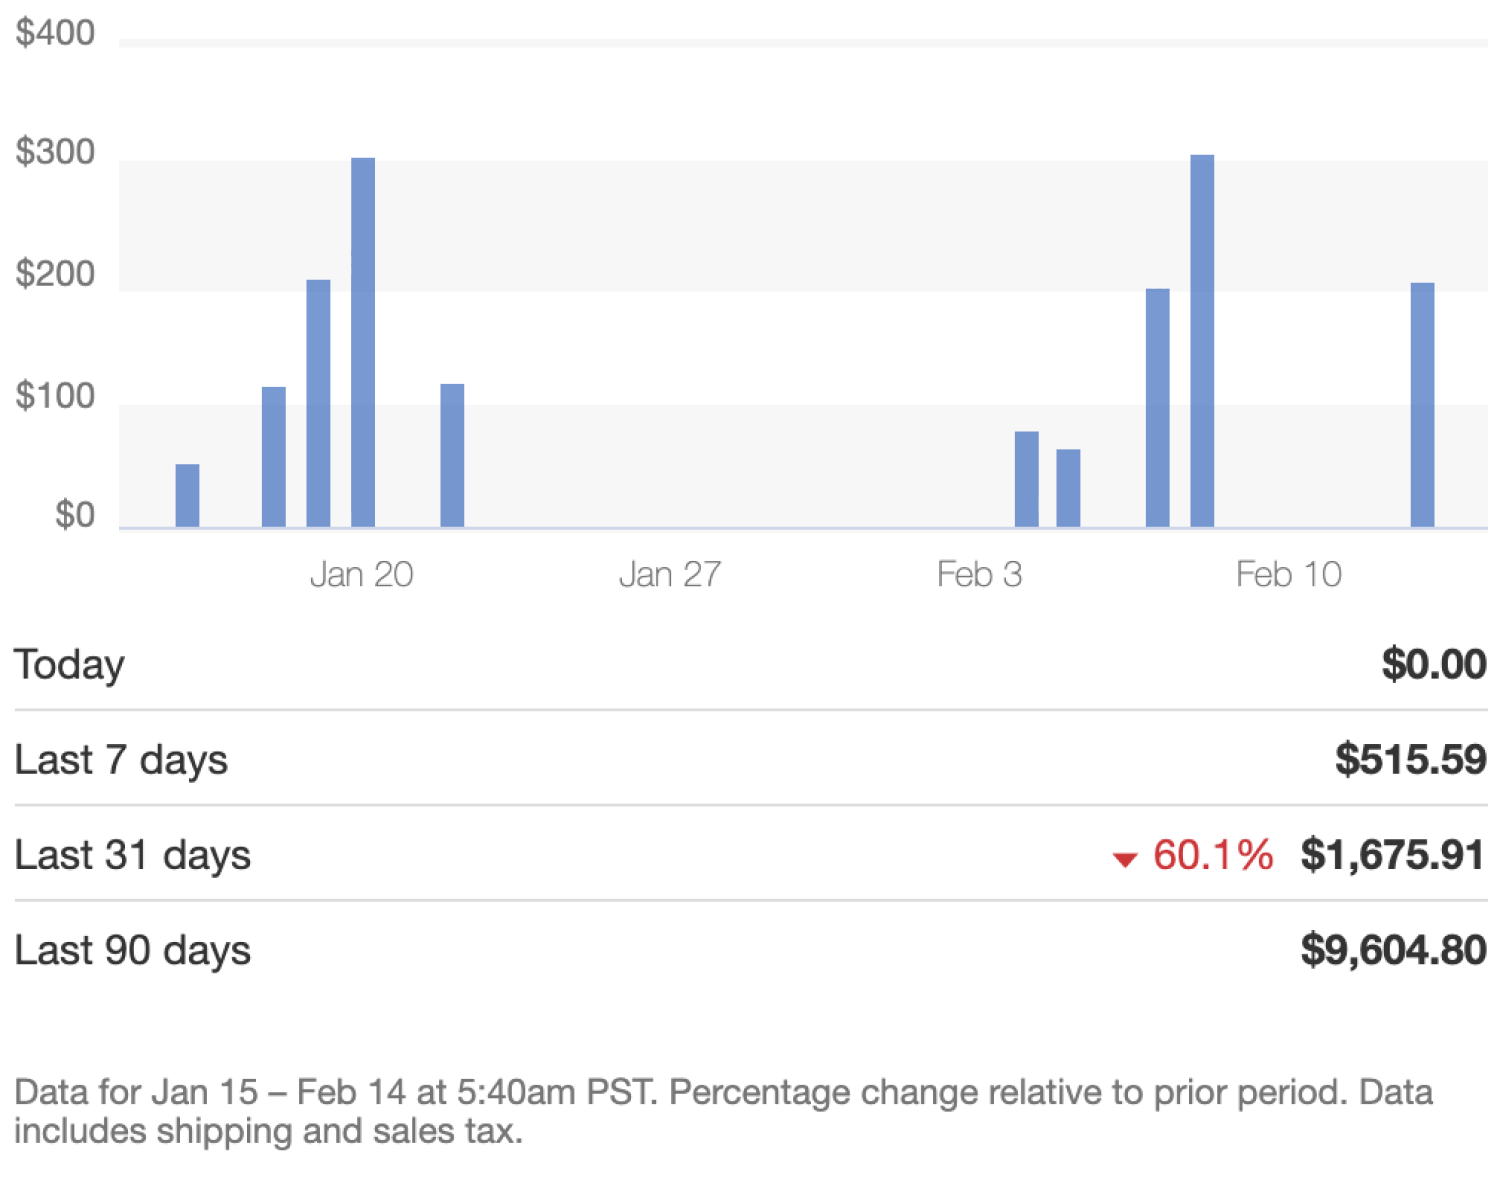 $400
$300
$200
$100
$0
Jan 20 Jan 27 Feb 3 Feb 10
Today $0.00
Last 7 days $515.59
Last 31 days ▼ 60.1% $1,675.91
Last 90 days $9,604.80
Data for Jan 15 – Feb 14 at 5:40am PST. Percentage change relative to prior period. Data
includes shipping and sales tax.